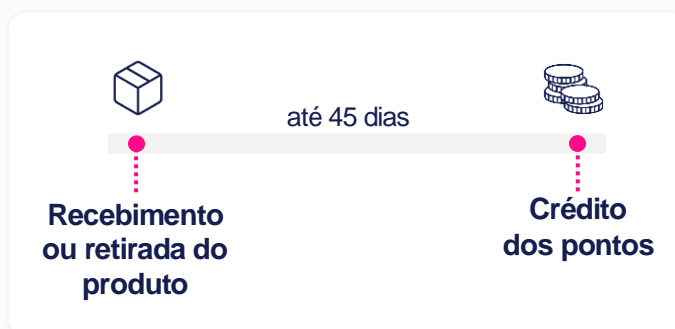 até 45 dias
Recebimento
ou retirada do
produto
Crédito
dos pontos